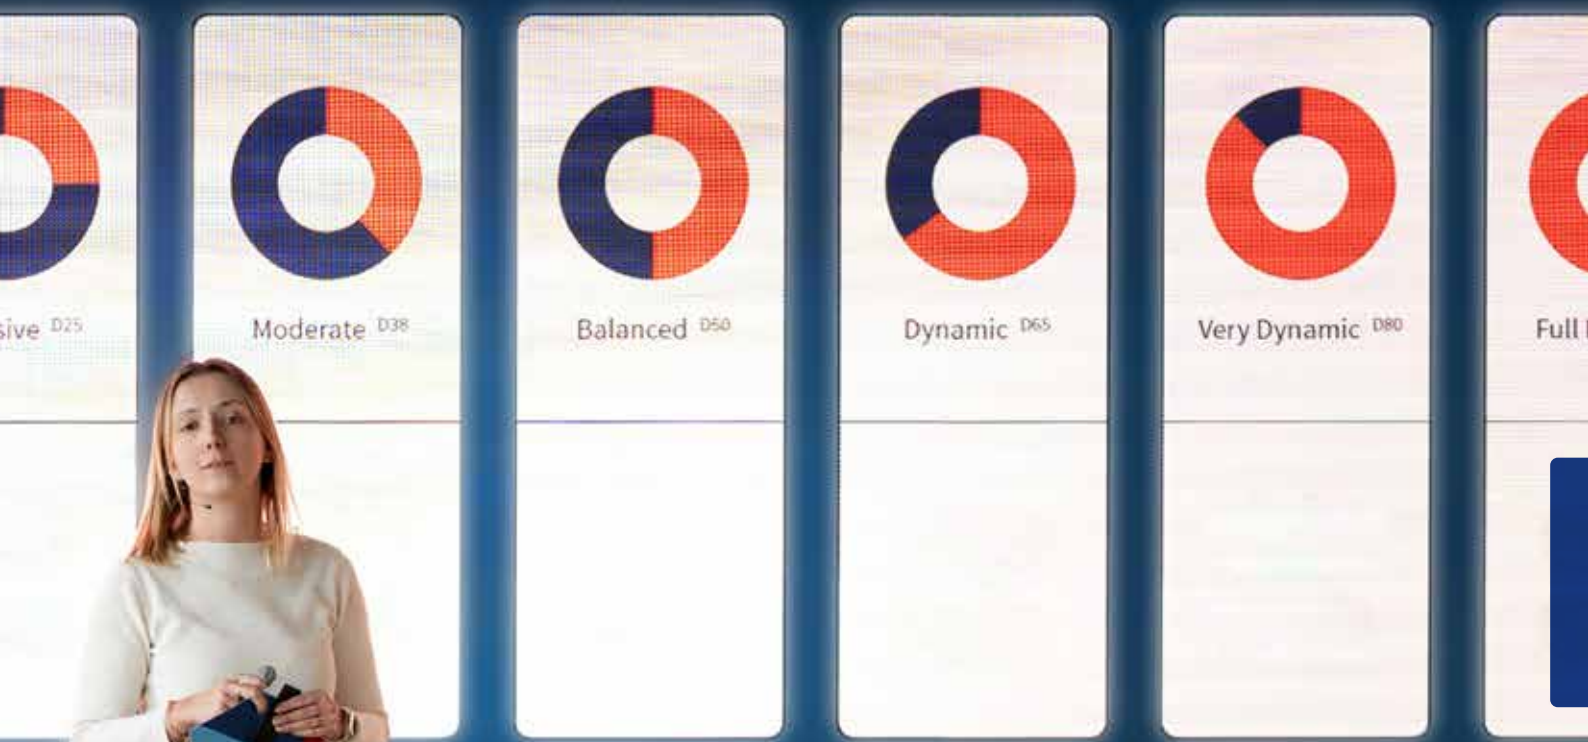 sive D25
Moderate D38
Balanced D50
Dynamic D65
Very Dynamic D80
Full